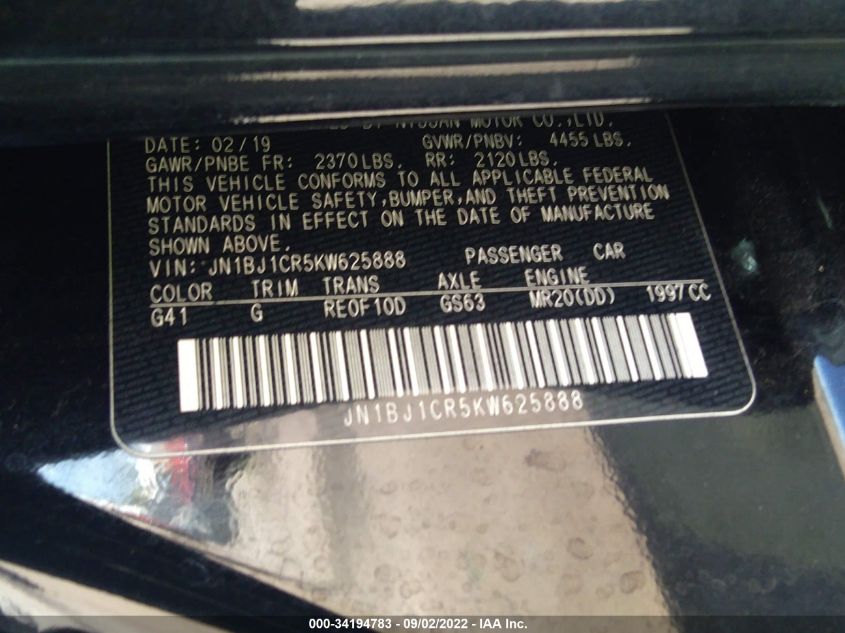 NISSAN MOTOR CO.,LTD.
DATE: 02/19 GVWR/PNBV: 4455 LBS.
GAWR/PNBE FR: 2370 LBS. RR: 2120 LBS.
THIS VEHICLE CONFORMS TO ALL APPLICABLE FEDERAL
MOTOR VEHICLE SAFETY,BUMPER,AND THEFT PREVENTION
STANDARDS IN EFFECT ON THE DATE OF MANUFACTURE
SHOWN ABOVE.
VIN: JN1BJ1CR5KW625888 PASSENGER CAR
COLOR TRIM TRANS AXLE ENGINE
G41 G REOF10D GS63 MR20(DD) 1997 CC
JN1BJ1CR5KW625888
000-34194783 - 09/02/2022 - IAA Inc.